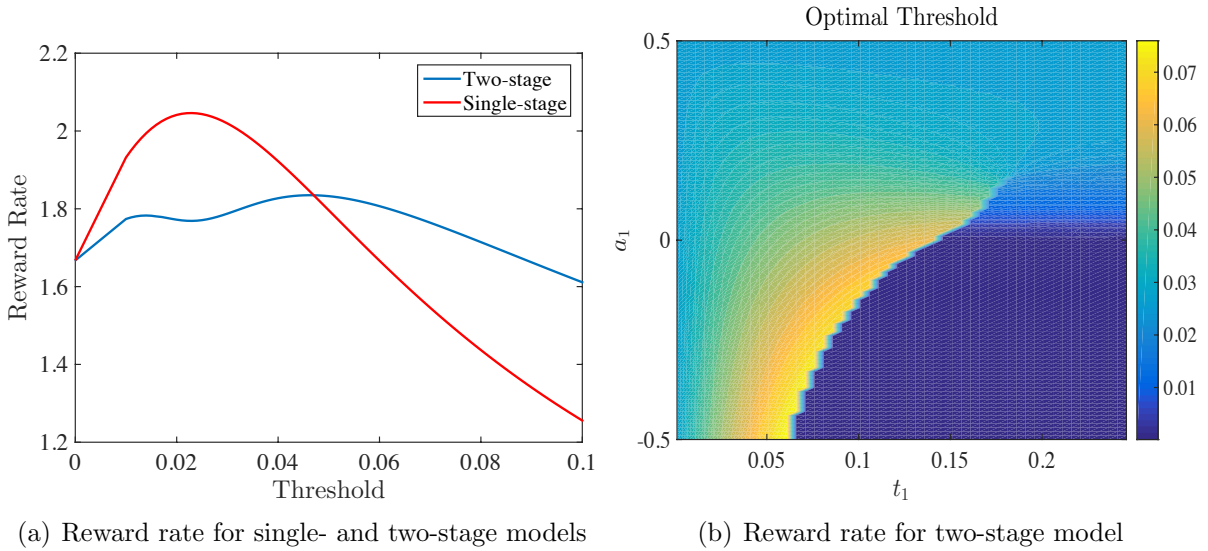 2.2
2
1.8
1.6
1.4
1.2
Reward Rate
0
0.02
0.04
0.06
0.08
0.1
Threshold
Two-stage
Single-stage
(a) Reward rate for single- and two-stage models
Optimal Threshold
0.5
0
-0.5
a₁
0.05
0.1
0.15
0.2
t₁
0.07
0.06
0.05
0.04
0.03
0.02
0.01
(b) Reward rate for two-stage model